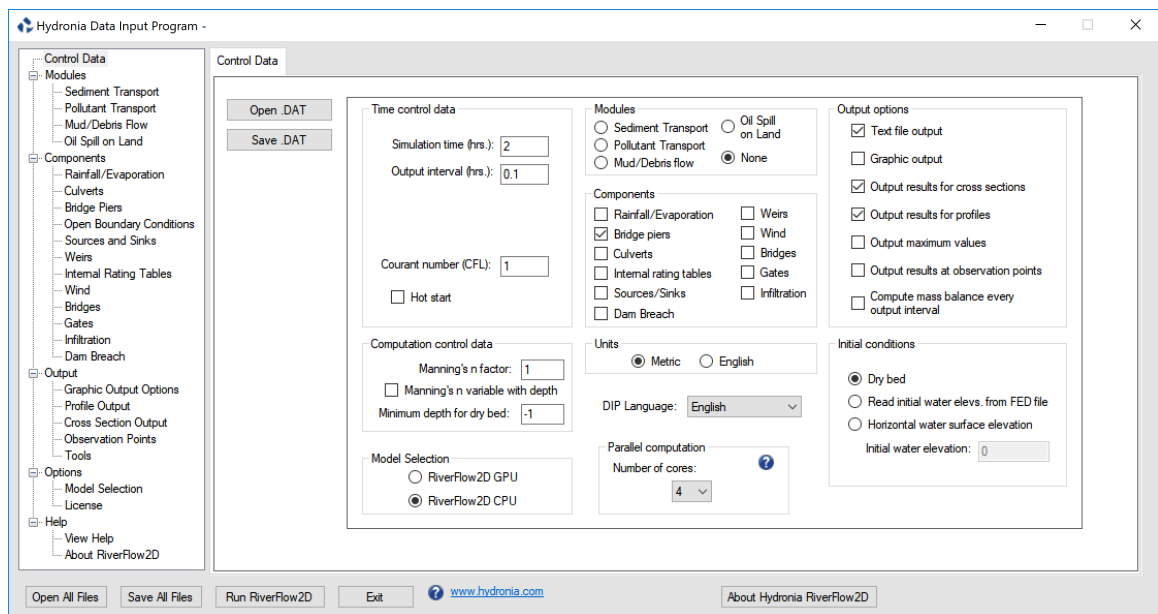 Hydronia Data Input Program -
Control Data
Modules
Sediment Transport
Pollutant Transport
Mud/Debris Flow
Oil Spill on Land
Components
Rainfall/Evaporation
Culverts
Bridge Piers
Open Boundary Conditions
Sources and Sinks
Weirs
Internal Rating Tables
Wind
Bridges
Gates
Infiltration
Dam Breach
Output
Graphic Output Options
Profile Output
Cross Section Output
Observation Points
Tools
Options
Model Selection
License
Help
View Help
About RiverFlow2D
Control Data
Open .DAT
Save .DAT
Time control data
Simulation time (hrs.): 2
Output interval (hrs.): 0.1
Courant number (CFL): 1
Hot start
Computation control data
Manning's n factor: 1
Manning's n variable with depth
Minimum depth for dry bed: -1
Model Selection
RiverFlow2D GPU
RiverFlow2D CPU
Modules
Sediment Transport
Pollutant Transport
Mud/Debris flow
Oil Spill
on Land
None
Components
Rainfall/Evaporation
Bridge piers
Culverts
Internal rating tables
Sources/Sinks
Dam Breach
Weirs
Wind
Bridges
Gates
Infiltration
Units
Metric English
DIP Language: English
Parallel computation
Number of cores:
4
Output options
Text file output
Graphic output
Output results for cross sections
Output results for profiles
Output maximum values
Output results at observation points
Compute mass balance every
output interval
Initial conditions
Dry bed
Read initial water elevs. from FED file
Horizontal water surface elevation
Initial water elevation: 0
Open All Files Save All Files Run RiverFlow2D Exit www.hydronia.com About Hydronia RiverFlow2D